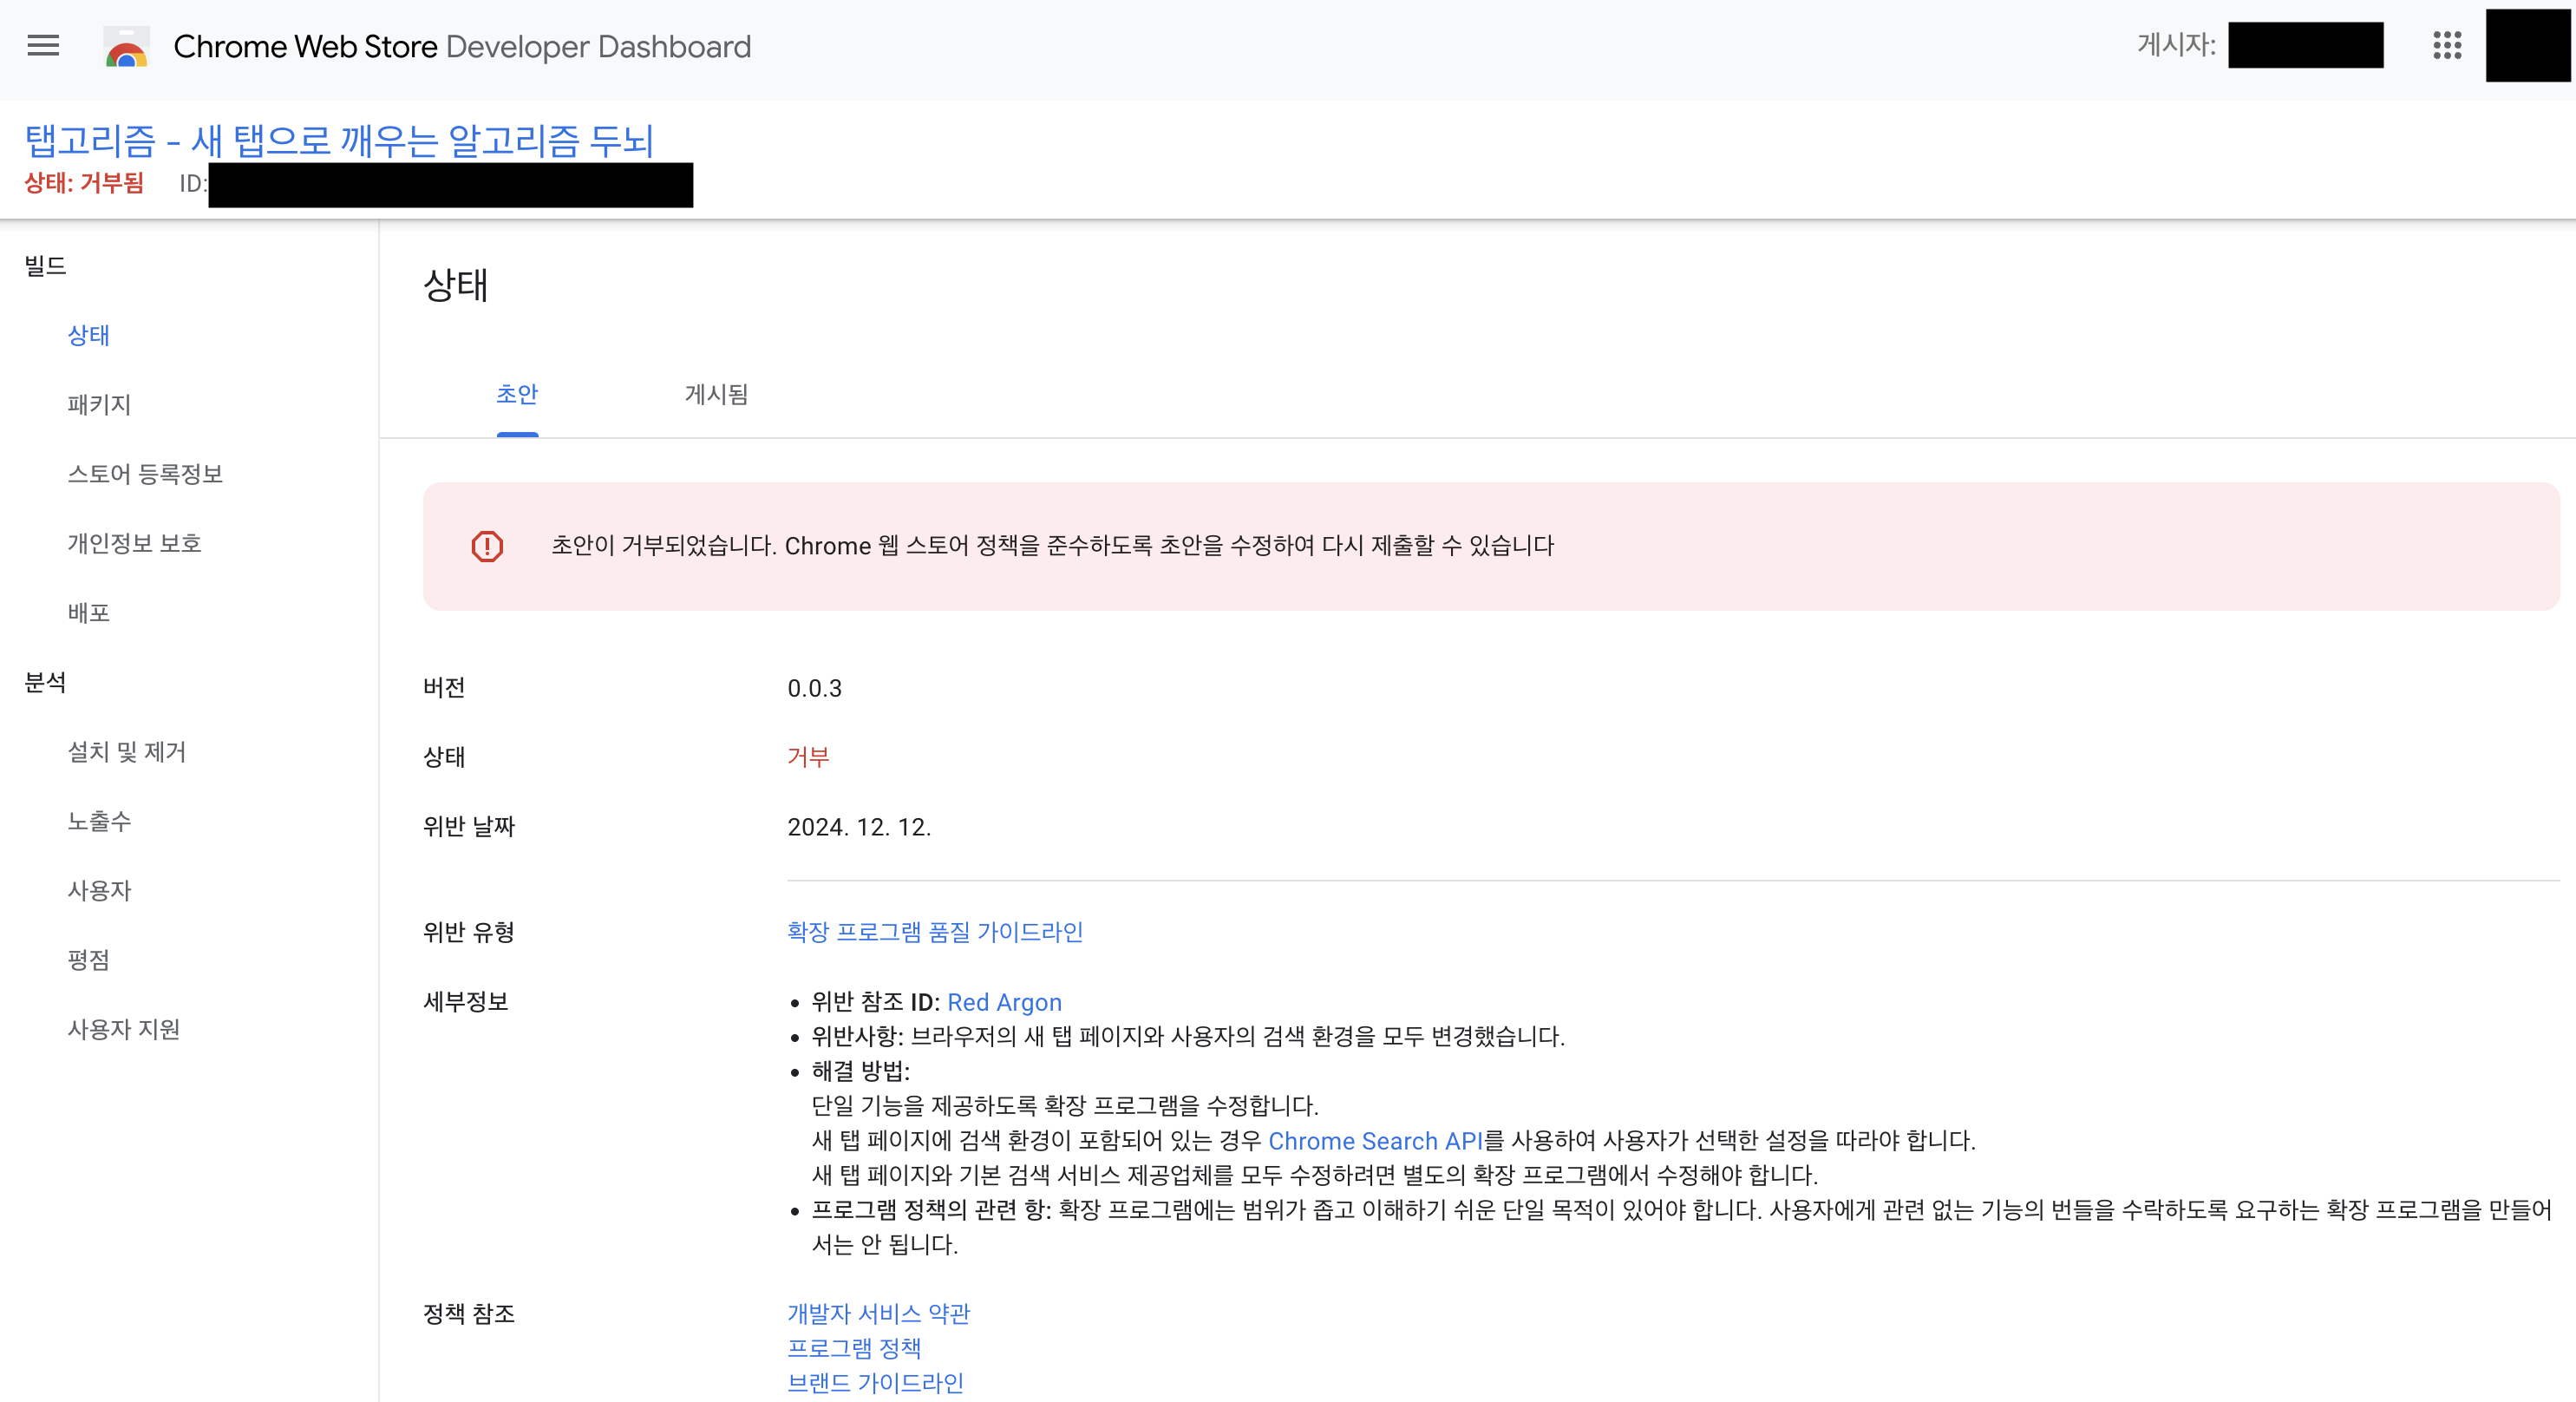 Chrome Web Store Developer Dashboard
게시자:
탭고리즘 - 새 탭으로 깨우는 알고리즘 두뇌
상태: 거부됨 ID:
빌드
상태
패키지
스토어 등록정보
개인정보 보호
배포
분석
설치 및 제거
노출수
사용자
평점
사용자 지원
상태
초안 게시됨
초안이 거부되었습니다. Chrome 웹 스토어 정책을 준수하도록 초안을 수정하여 다시 제출할 수 있습니다
버전 0.0.3
상태 거부
위반 날짜 2024. 12. 12.
위반 유형 확장 프로그램 품질 가이드라인
세부정보 • 위반 참조 ID: Red Argon
• 위반사항: 브라우저의 새 탭 페이지와 사용자의 검색 환경을 모두 변경했습니다.
• 해결 방법:
단일 기능을 제공하도록 확장 프로그램을 수정합니다.
새 탭 페이지에 검색 환경이 포함되어 있는 경우 Chrome Search API를 사용하여 사용자가 선택한 설정을 따라야 합니다.
새 탭 페이지와 기본 검색 서비스 제공업체를 모두 수정하려면 별도의 확장 프로그램에서 수정해야 합니다.
• 프로그램 정책의 관련 항: 확장 프로그램에는 범위가 좁고 이해하기 쉬운 단일 목적이 있어야 합니다. 사용자에게 관련 없는 기능의 번들을 수락하도록 요구하는 확장 프로그램을 만들어
서는 안 됩니다.
정책 참조 개발자 서비스 약관
프로그램 정책
브랜드 가이드라인